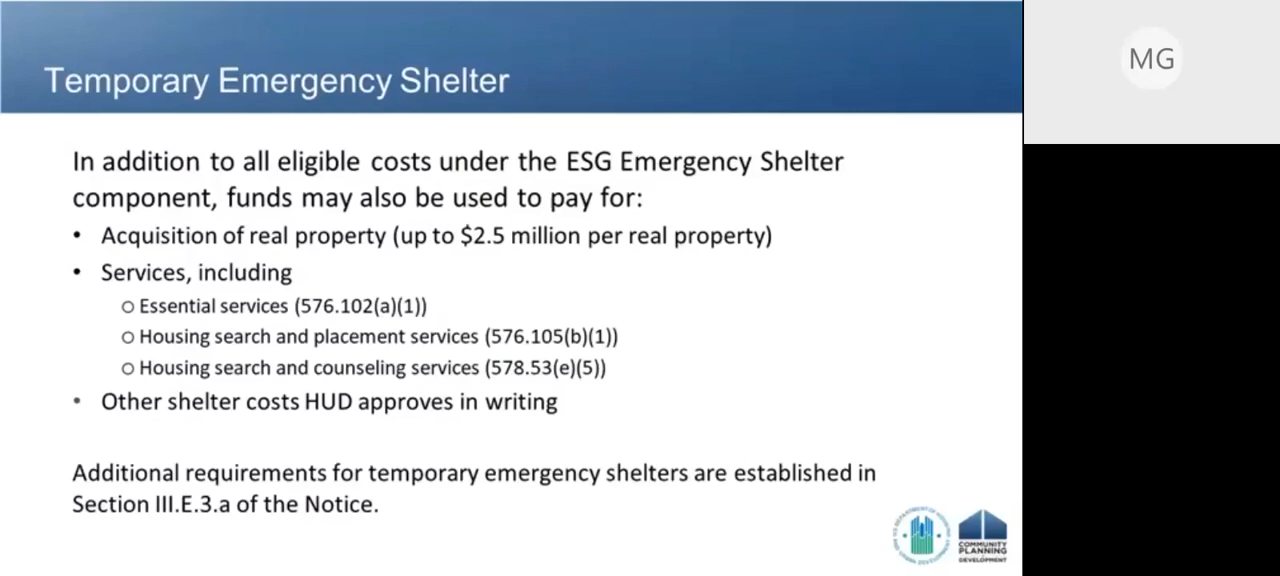 Temporary Emergency Shelter
MG
In addition to all eligible costs under the ESG Emergency Shelter
component, funds may also be used to pay for:
• Acquisition of real property (up to $2.5 million per real property)
• Services, including
o Essential services (576.102(a)(1))
o Housing search and placement services (576.105(b)(1))
o Housing search and counseling services (578.53(e)(5))
• Other shelter costs HUD approves in writing
Additional requirements for temporary emergency shelters are established in
Section III.E.3.a of the Notice.
COMMUNITY
PLANNING
DEVELOPMENT